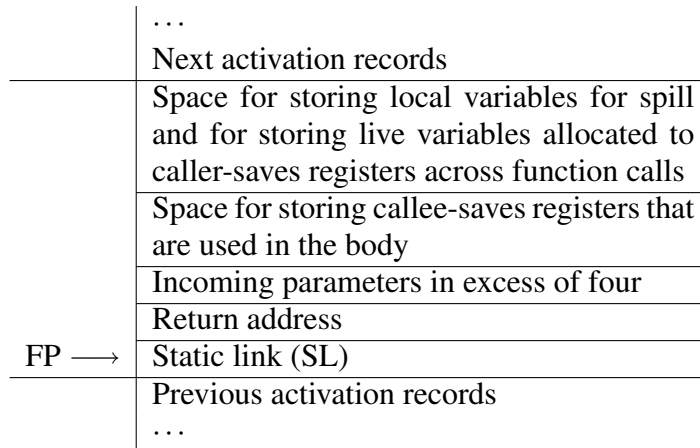 · · ·
Next activation records
Space for storing local variables for spill
and for storing live variables allocated to
caller-saves registers across function calls
Space for storing callee-saves registers that
are used in the body
Incoming parameters in excess of four
Return address
FP ⟶ Static link (SL)
Previous activation records
· · ·